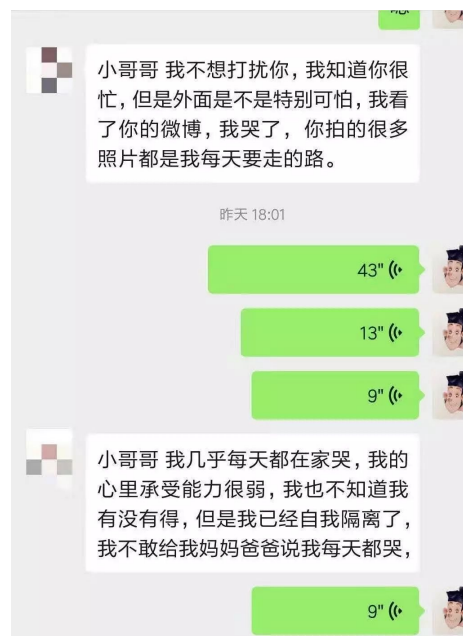 小哥哥 我不想打扰你，我知道你很
忙，但是外面是不是特别可怕，我看
了你的微博，我哭了，你拍的很多
照片都是我每天要走的路。
昨天 18:01
43"
13"
9"
小哥哥 我几乎每天都在家哭，我的
心里承受能力很弱，我也不知道我
有没有得，但是我已经自我隔离了，
我不敢给我妈妈爸爸说我每天都哭，
9"